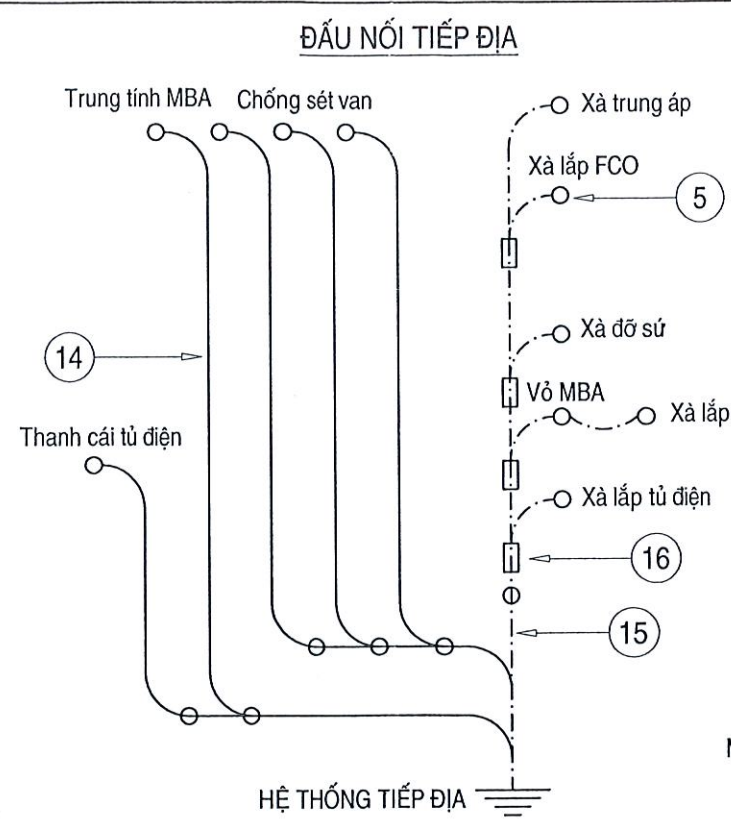 ĐẤU NỐI TIẾP ĐỊA
Trung tính MBA
Chống sét van
Xà trung áp
Xà lắp FCO
5
Xà đỡ sứ
14
Vỏ MBA
Xà lắp
Thanh cái tủ điện
Xà lắp tủ điện
16
15
HỆ THỐNG TIẾP ĐỊA